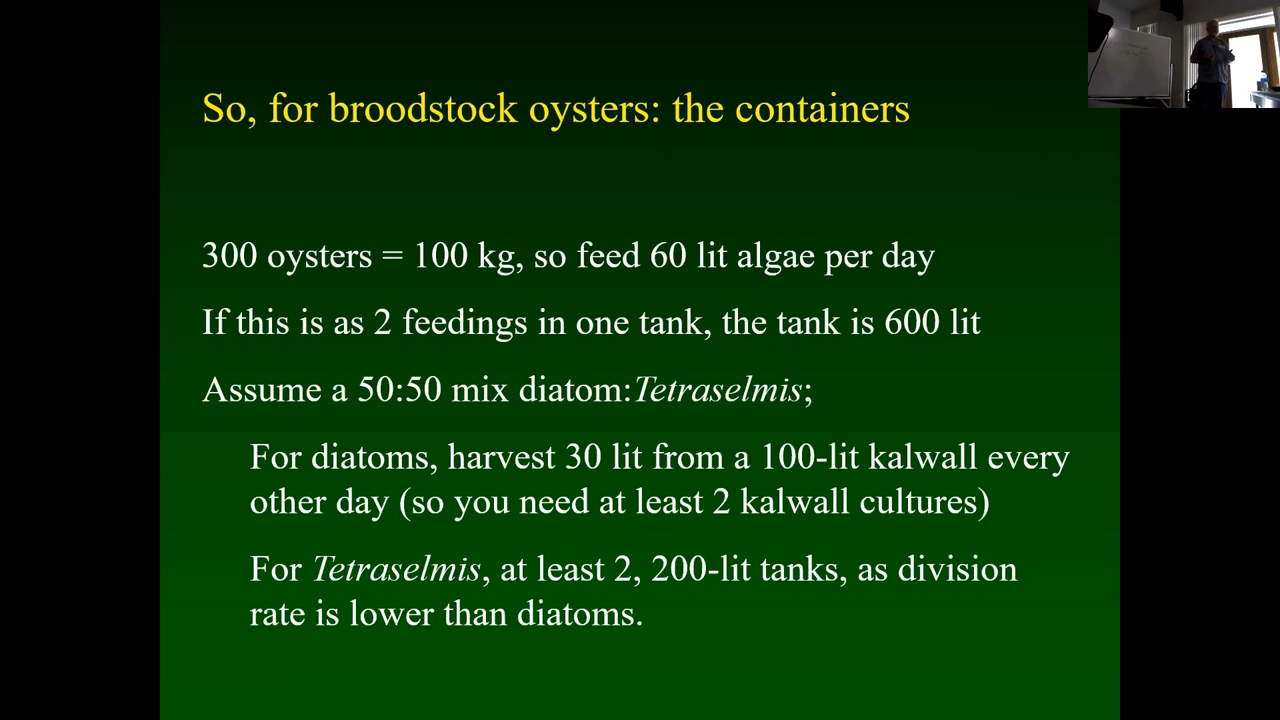 So, for broodstock oysters: the containers
300 oysters = 100 kg, so feed 60 lit algae per day
If this is as 2 feedings in one tank, the tank is 600 lit
Assume a 50:50 mix diatom:Tetraselmis;
For diatoms, harvest 30 lit from a 100-lit kalwall every
other day (so you need at least 2 kalwall cultures)
For Tetraselmis, at least 2, 200-lit tanks, as division
rate is lower than diatoms.